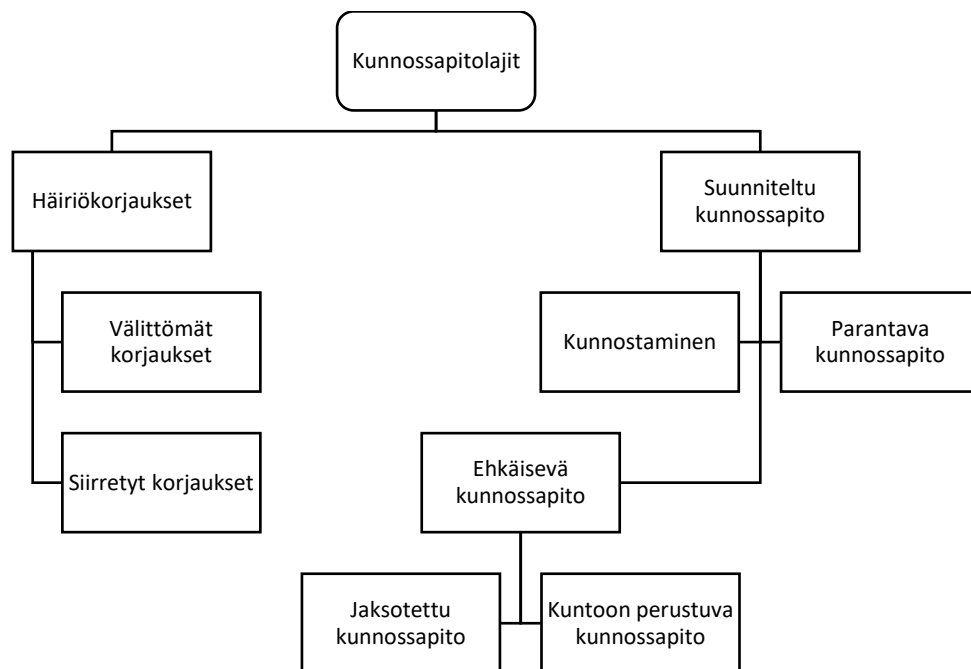 Kunnossapitolajit
Häiriökorjaukset
Suunniteltu
kunnossapito
Välittömät
korjaukset
Kunnostaminen
Parantava
kunnossapito
Siirretyt korjaukset
Ehkäisevä
kunnossapito
Jaksotettu
kunnossapito
Kuntoon perustuva
kunnossapito